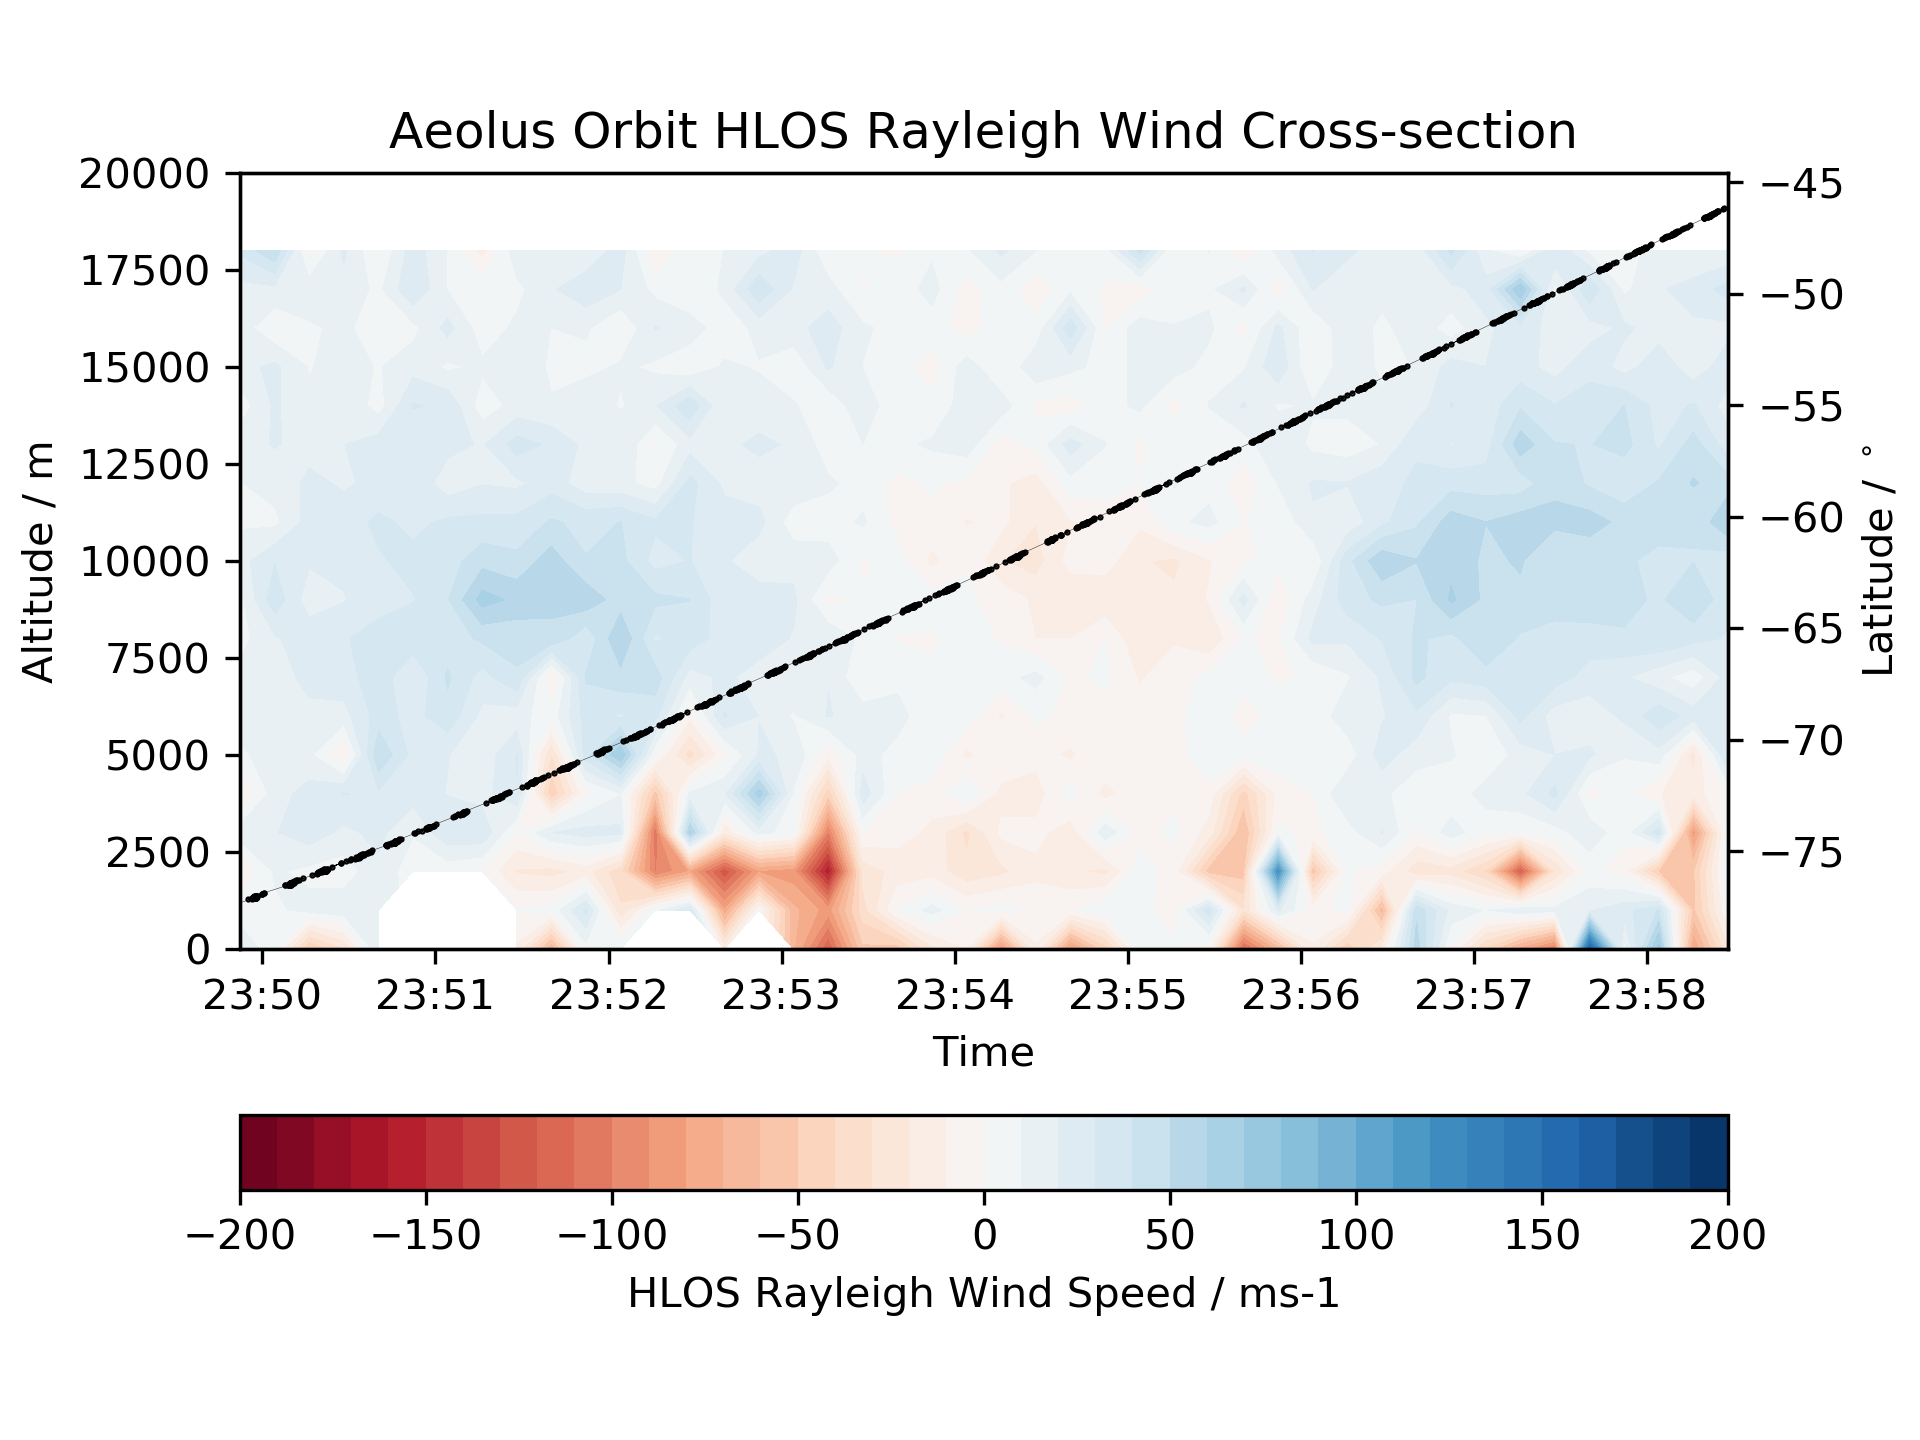 Aeolus Orbit HLOS Rayleigh Wind Cross-section
20000
17500
15000
12500
10000
7500
5000
2500
0
Altitude / m
−45
−50
−55
−60
−65
−70
−75
Latitude / °
23:50 23:51 23:52 23:53 23:54 23:55 23:56 23:57 23:58
Time
−200 −150 −100 −50 0 50 100 150 200
HLOS Rayleigh Wind Speed / ms-1